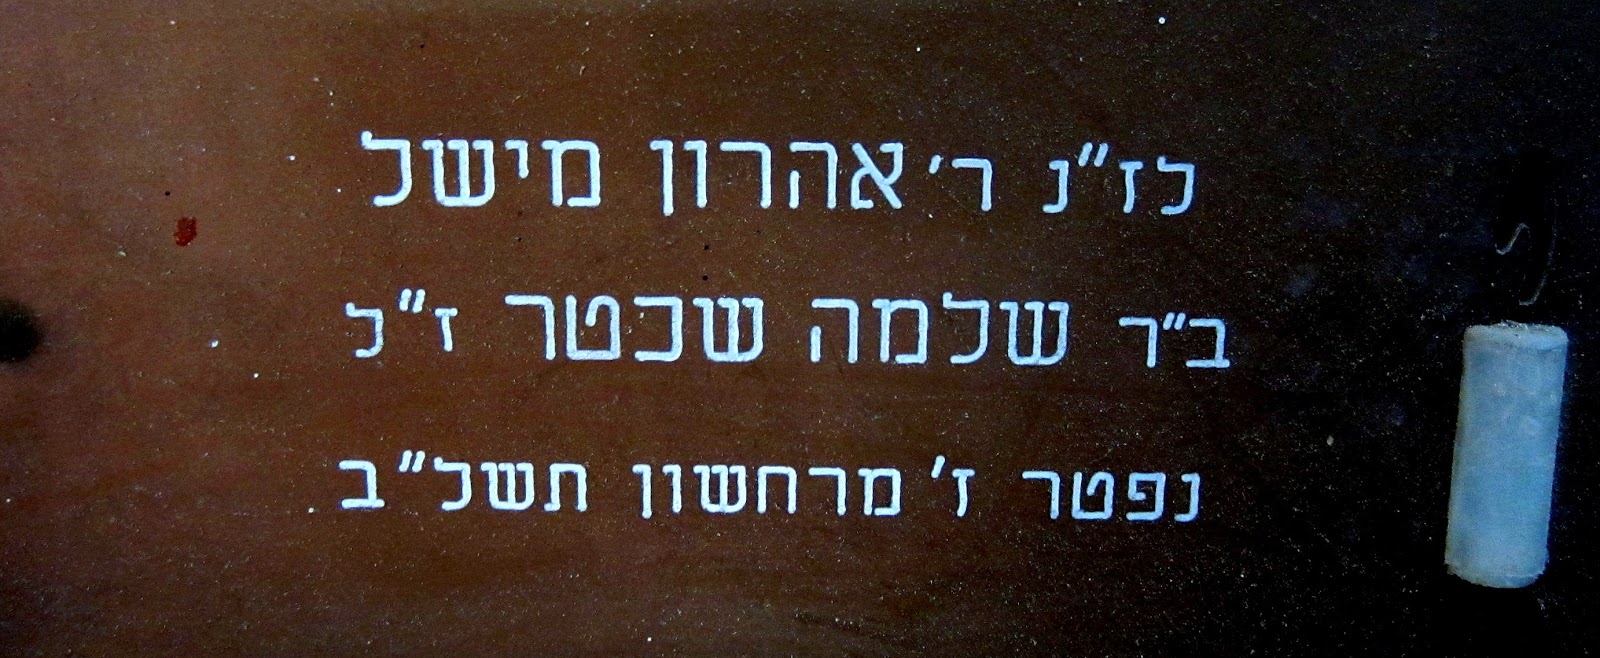 לז"נ ר' אהרון מישל
ב"ר שלמה שכטר ז"ל
נפטר ז' מרחשון תשל"ב